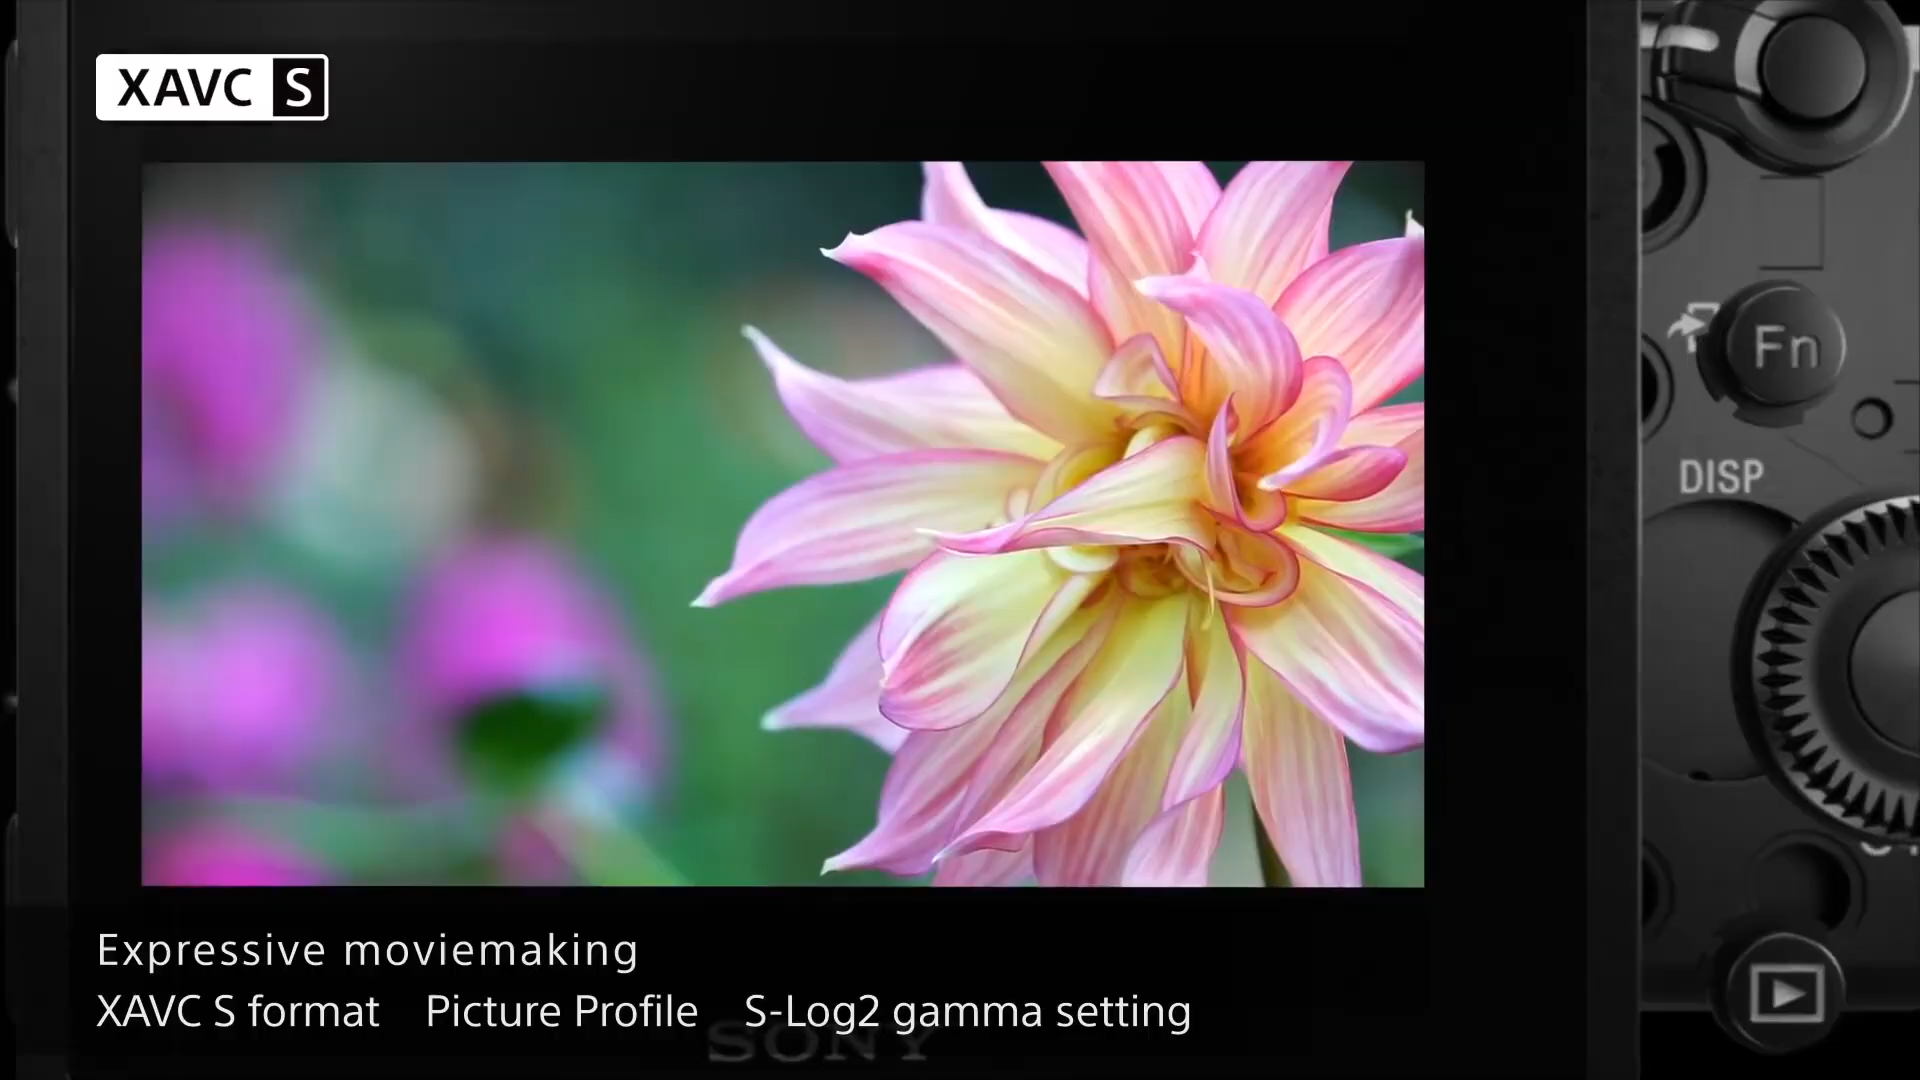 XAVC S
Fn
DISP
Expressive moviemaking
XAVC S format Picture Profile S-Log2 gamma setting
SONY